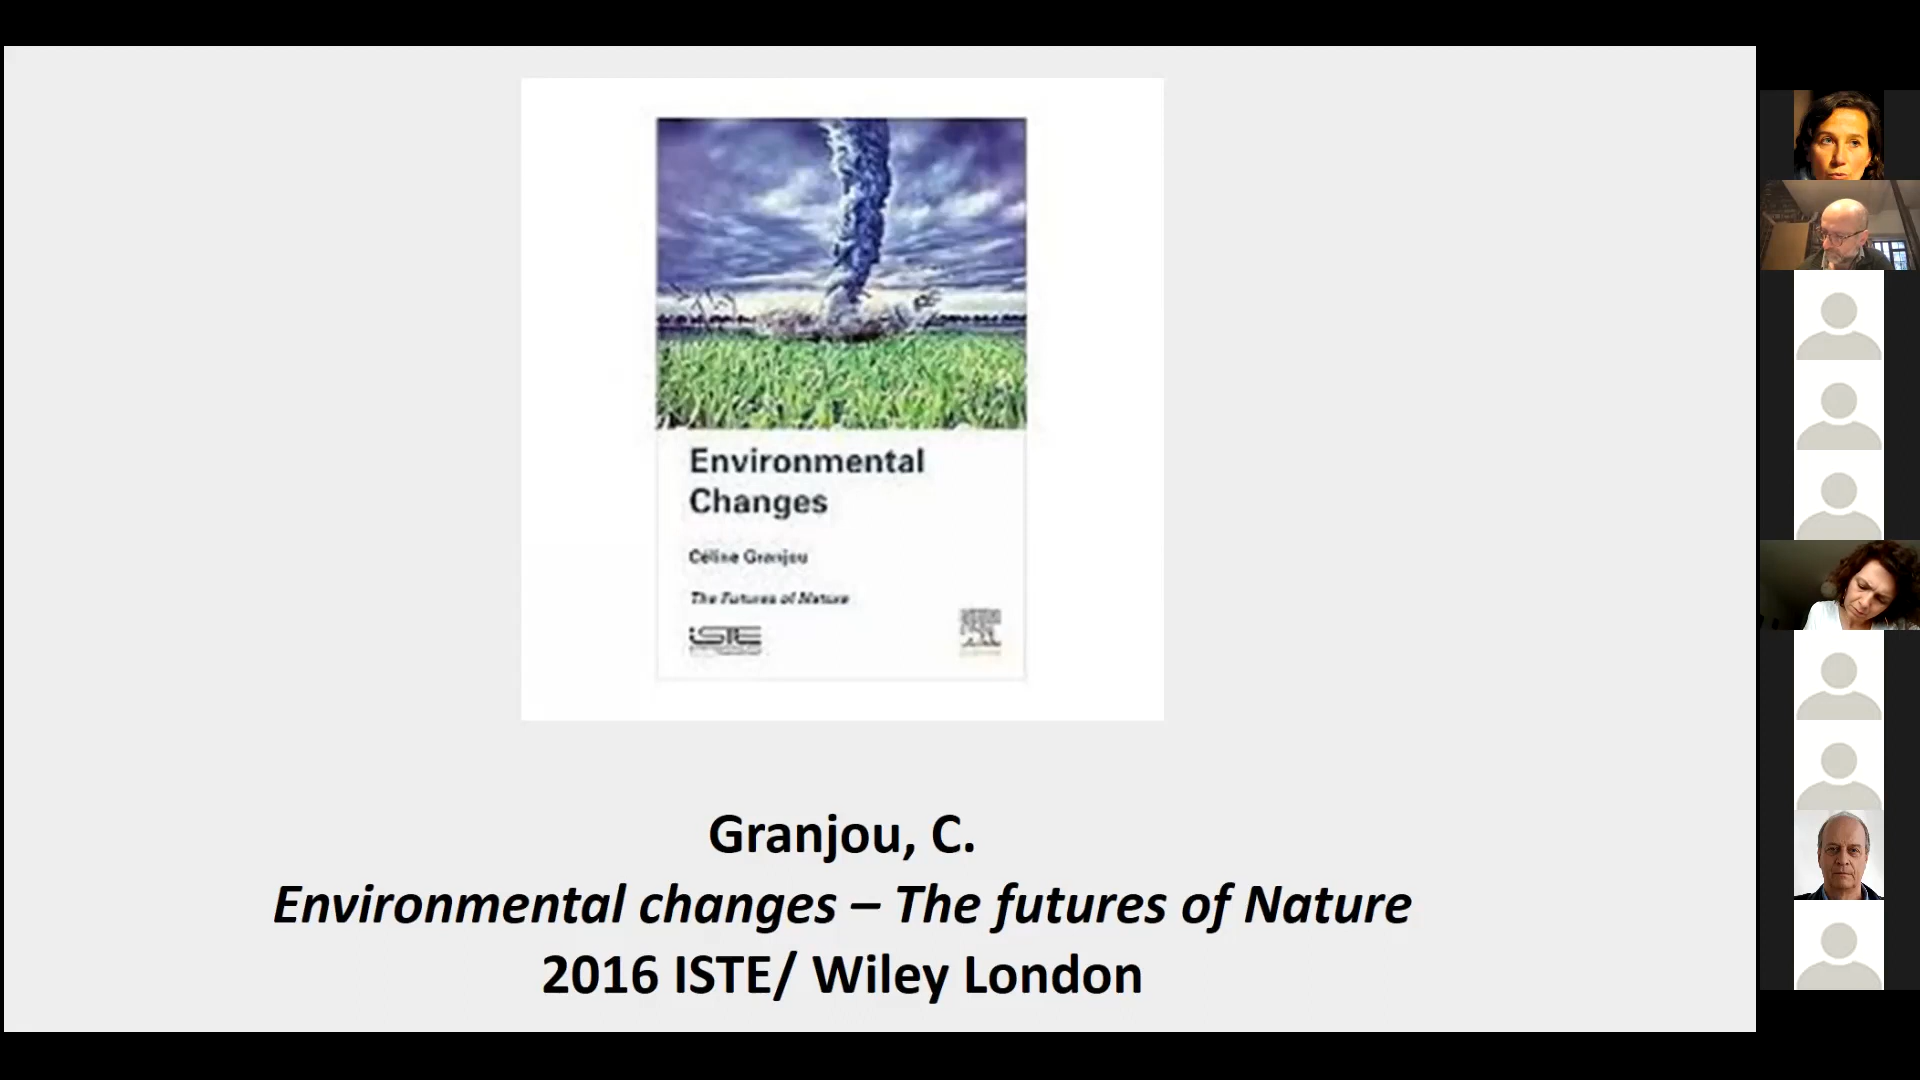 Environmental
Changes
Céline Granjou
The Futures of Nature
ISTE
Granjou, C.
Environmental changes – The futures of Nature
2016 ISTE/ Wiley London